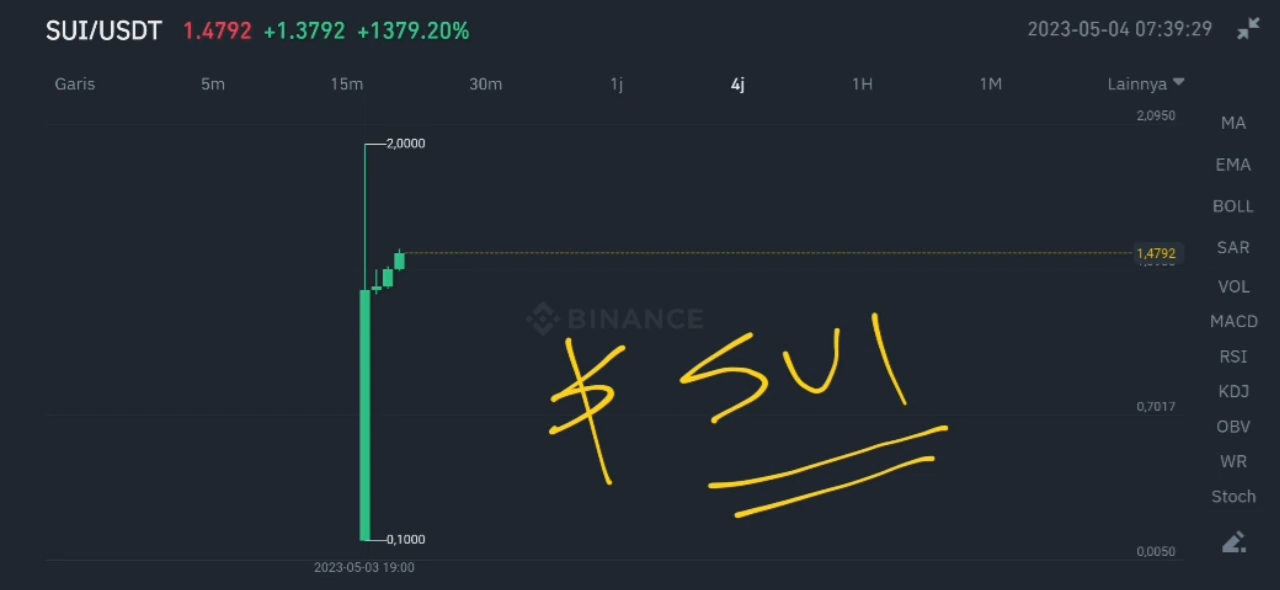 SUI/USDT 1.4792 +1.3792 +1379.20% 2023-05-04 07:39:29
Garis 5m 15m 30m 1j 4j 1H 1M Lainnya
2,0950
MA
2,0000
EMA
BOLL
SAR
1,4792
VOL
BINANCE
MACD
$ SUI
RSI
KDJ
0,7017
OBV
WR
Stoch
0,1000
0,0050
2023-05-03 19:00